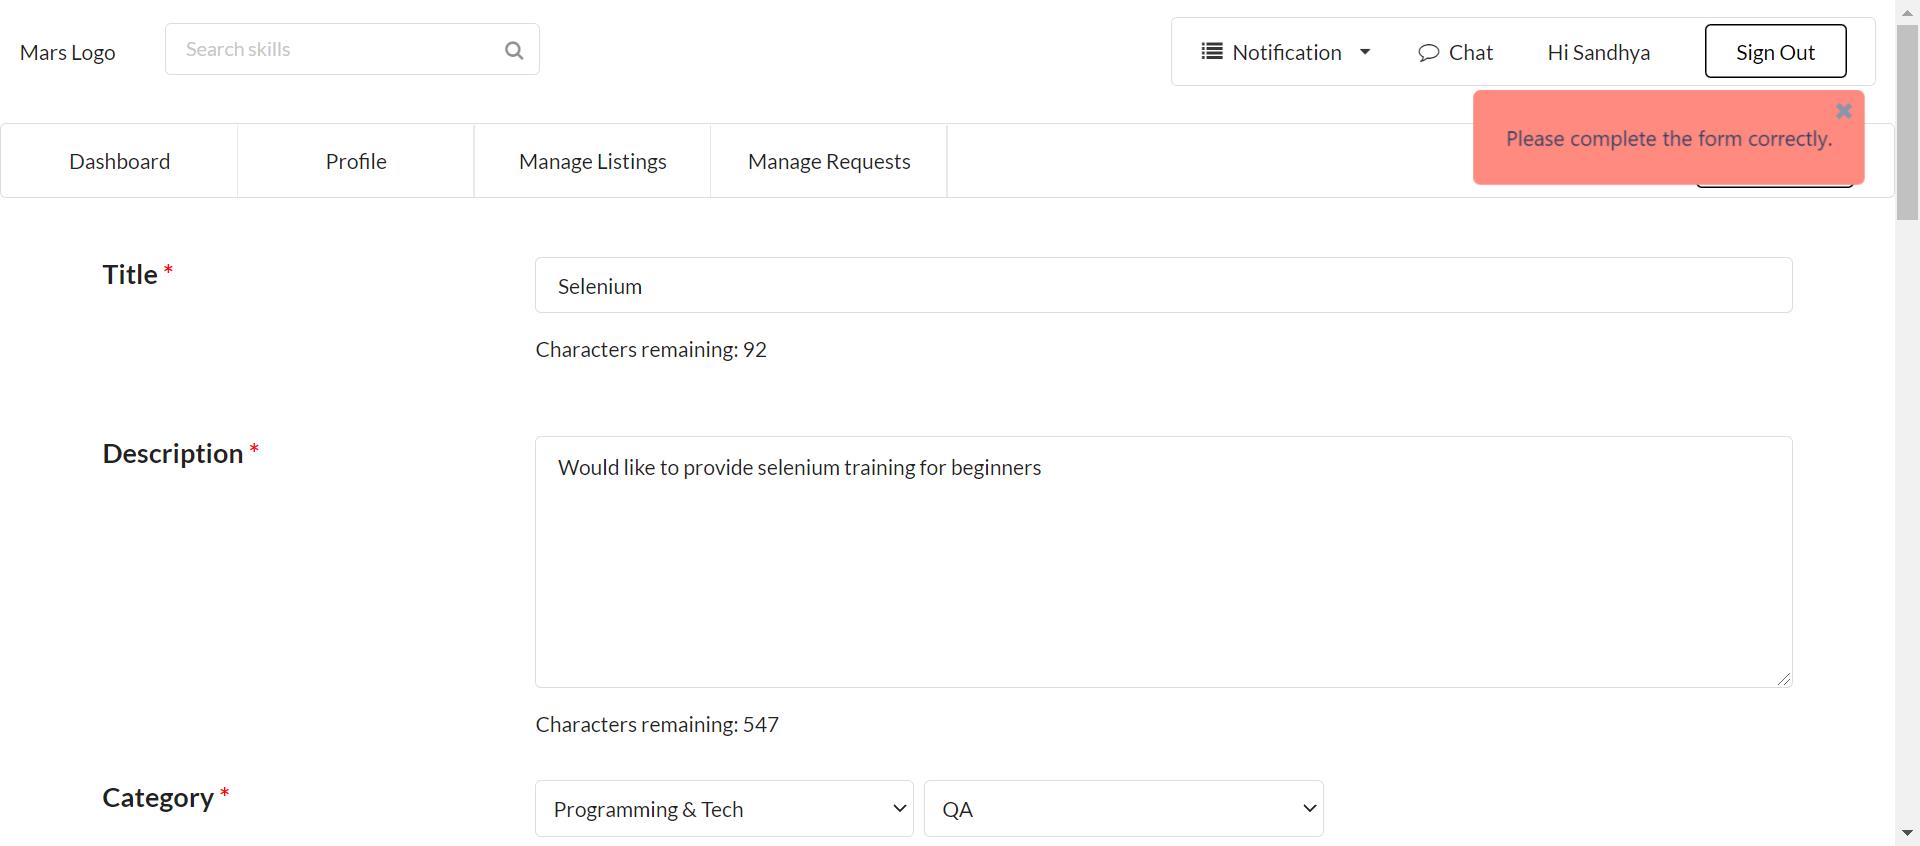 Mars Logo
Search skills
Notification
Chat
Hi Sandhya
Sign Out
Please complete the form correctly.
Dashboard
Profile
Manage Listings
Manage Requests
Title *
Selenium
Characters remaining: 92
Description *
Would like to provide selenium training for beginners
Characters remaining: 547
Category *
Programming & Tech
QA